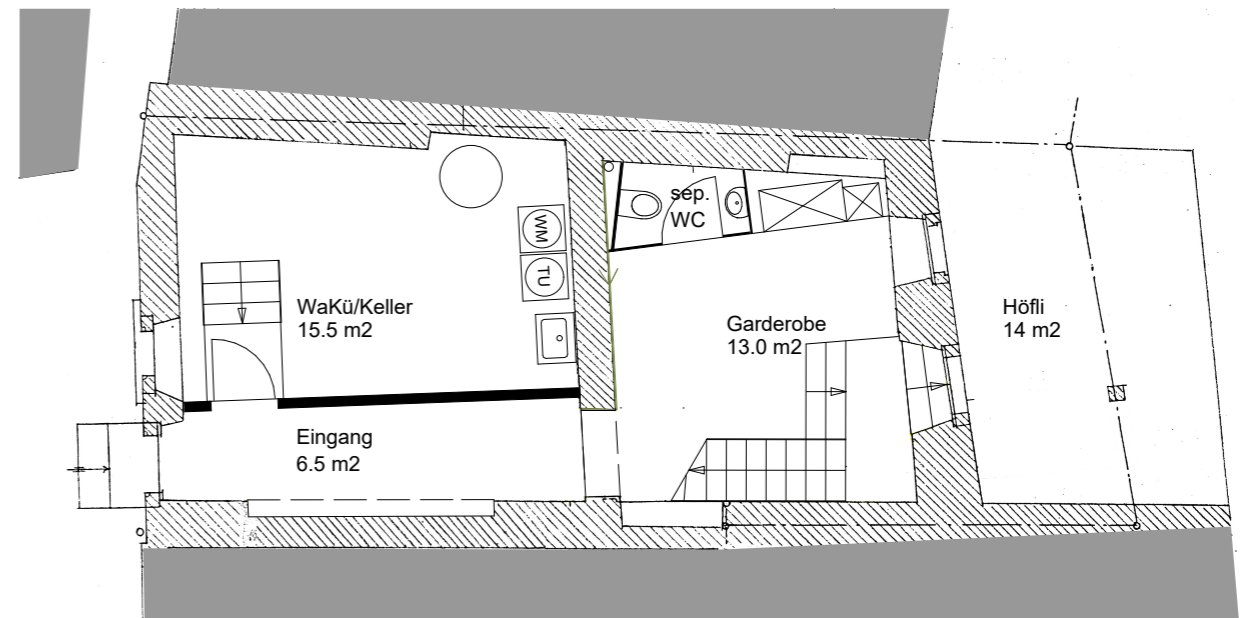 sep.
WC
WM
TU
WaKü/Keller
15.5 m2
Garderobe
13.0 m2
Höfli
14 m2
Eingang
6.5 m2